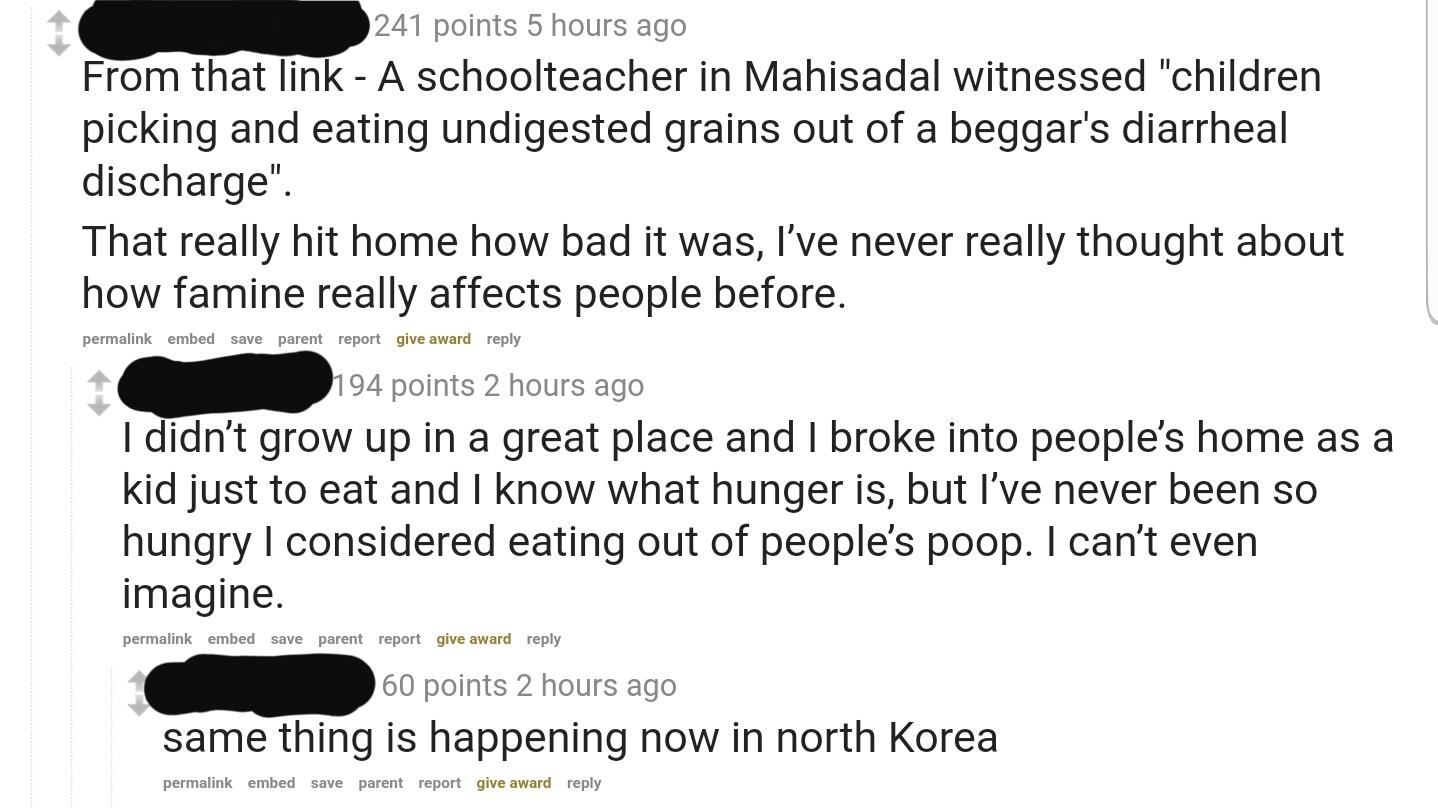 241 points 5 hours ago
From that link - A schoolteacher in Mahisadal witnessed "children
picking and eating undigested grains out of a beggar's diarrheal
discharge".
That really hit home how bad it was, I’ve never really thought about
how famine really affects people before.
permalink embed save parent report give award reply
194 points 2 hours ago
I didn’t grow up in a great place and I broke into people’s home as a
kid just to eat and I know what hunger is, but I’ve never been so
hungry I considered eating out of people’s poop. I can’t even
imagine.
permalink embed save parent report give award reply
60 points 2 hours ago
same thing is happening now in north Korea
permalink embed save parent report give award reply